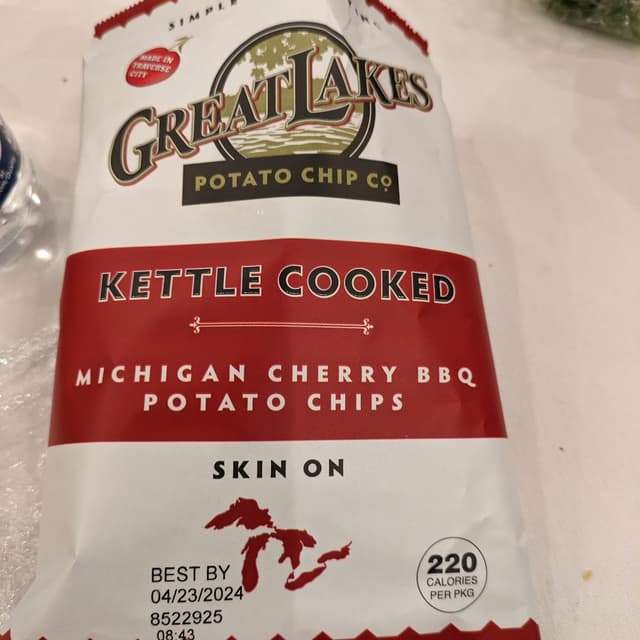 SIMPLE
MADE IN
TRAVERSE
CITY
GREAT LAKES
POTATO CHIP CO
KETTLE COOKED
MICHIGAN CHERRY BBQ
POTATO CHIPS
SKIN ON
BEST BY
04/23/2024
8522925
08:43
220
CALORIES
PER PKG